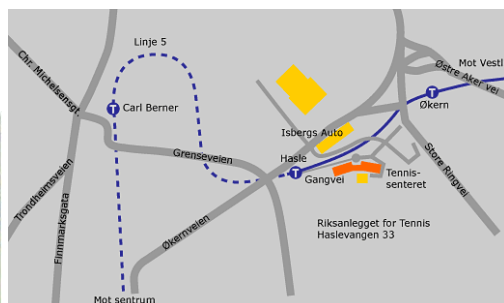 Linje 5
Chr. Michelsensgt.
Mot Vestl
Østre Aker vei
T
Økern
T
Carl Berner
Isbergs Auto
Grenseveien
Hasle
T
Gangvei
Tennis-
senteret
Store Ringvei
Trondheimsveien
Finnmarksgata
Økernveien
Riksanlegget for Tennis
Haslevangen 33
Mot sentrum